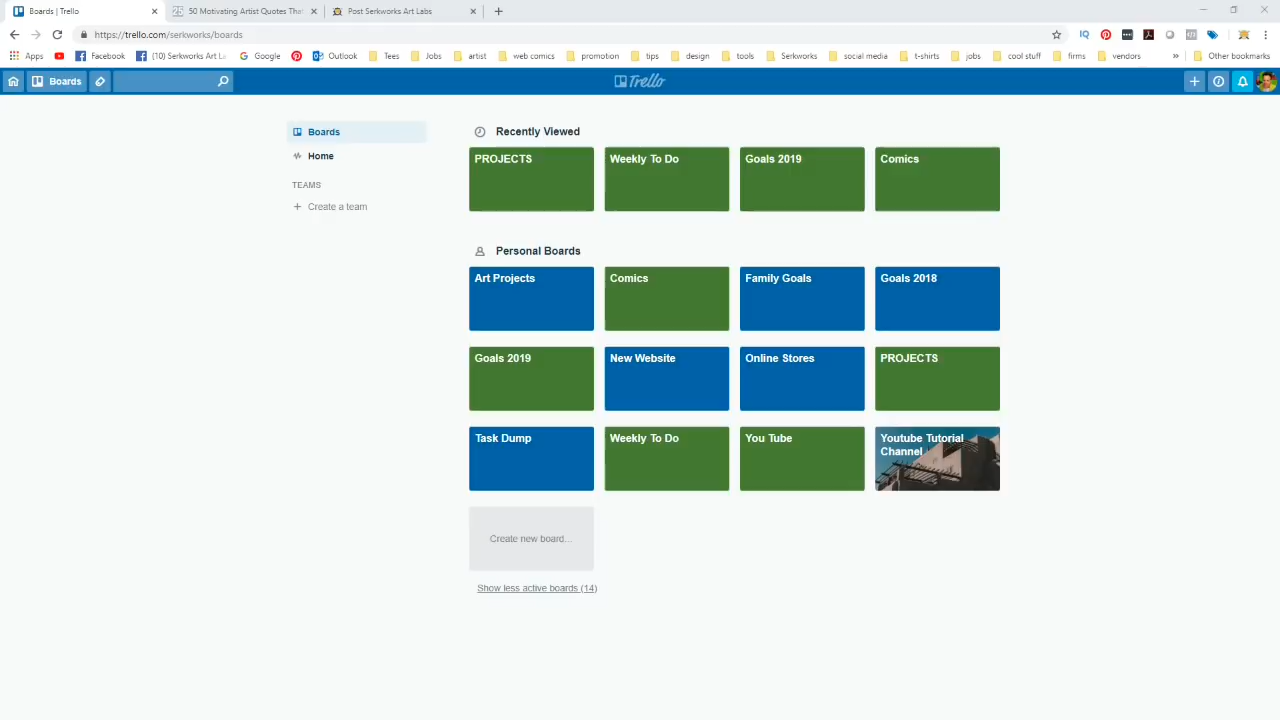 Boards | Trello
50 Motivating Artist Quotes Tha
Post Serkworks Art Labs
https://trello.com/serkworks/boards
Apps
Facebook
(10) Serkworks Art La
Google
Outlook
Tees
Jobs
artist
web comics
promotion
tips
design
tools
Serkworks
social media
t-shirts
jobs
cool stuff
firms
vendors
»
Other bookmarks
Boards
Trello
Boards
Home
TEAMS
+ Create a team
Recently Viewed
PROJECTS
Weekly To Do
Goals 2019
Comics
Personal Boards
Art Projects
Comics
Family Goals
Goals 2018
Goals 2019
New Website
Online Stores
PROJECTS
Task Dump
Weekly To Do
You Tube
Youtube Tutorial
Channel
Create new board...
Show less active boards (14)